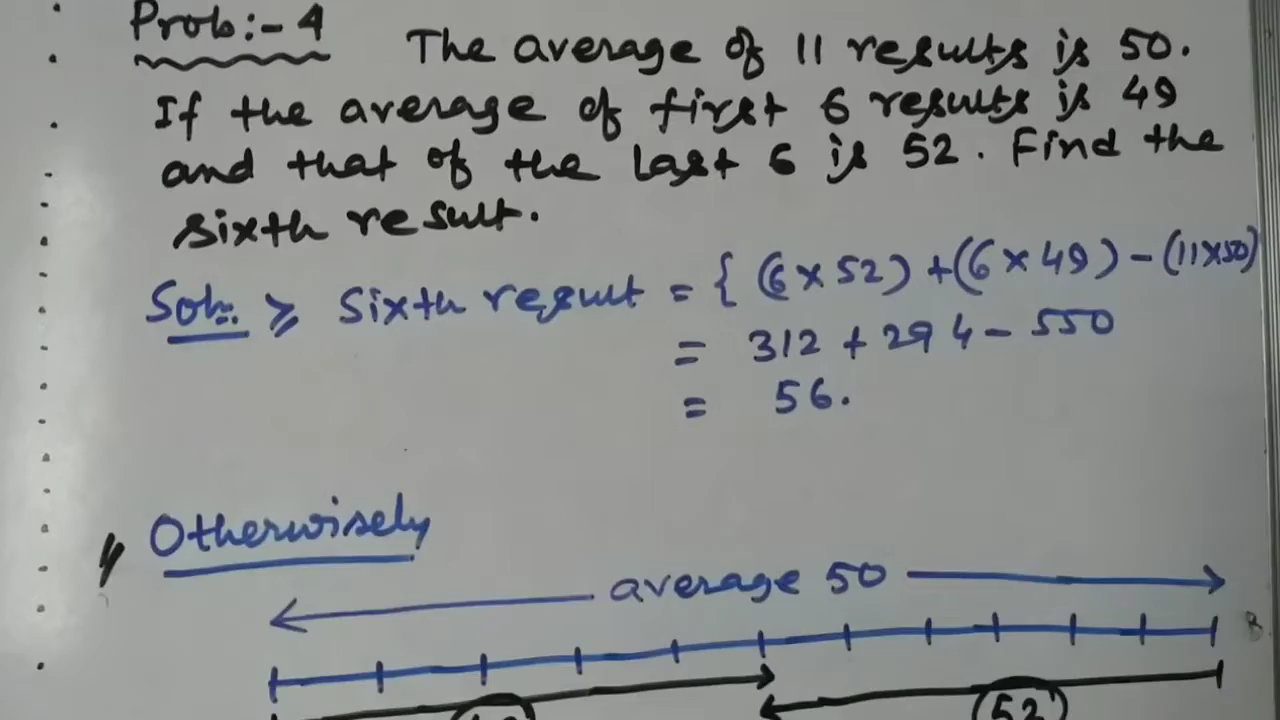 Prob:- 4 The average of 11 results is 50.
If the average of first 6 results is 49
and that of the last 6 is 52. Find the
sixth result.
Soln. ⩾ Sixth result = { (6 × 52) + (6 × 49) - (11×50)
= 312 + 294 - 550
= 56.
Otherwisely
average 50
52